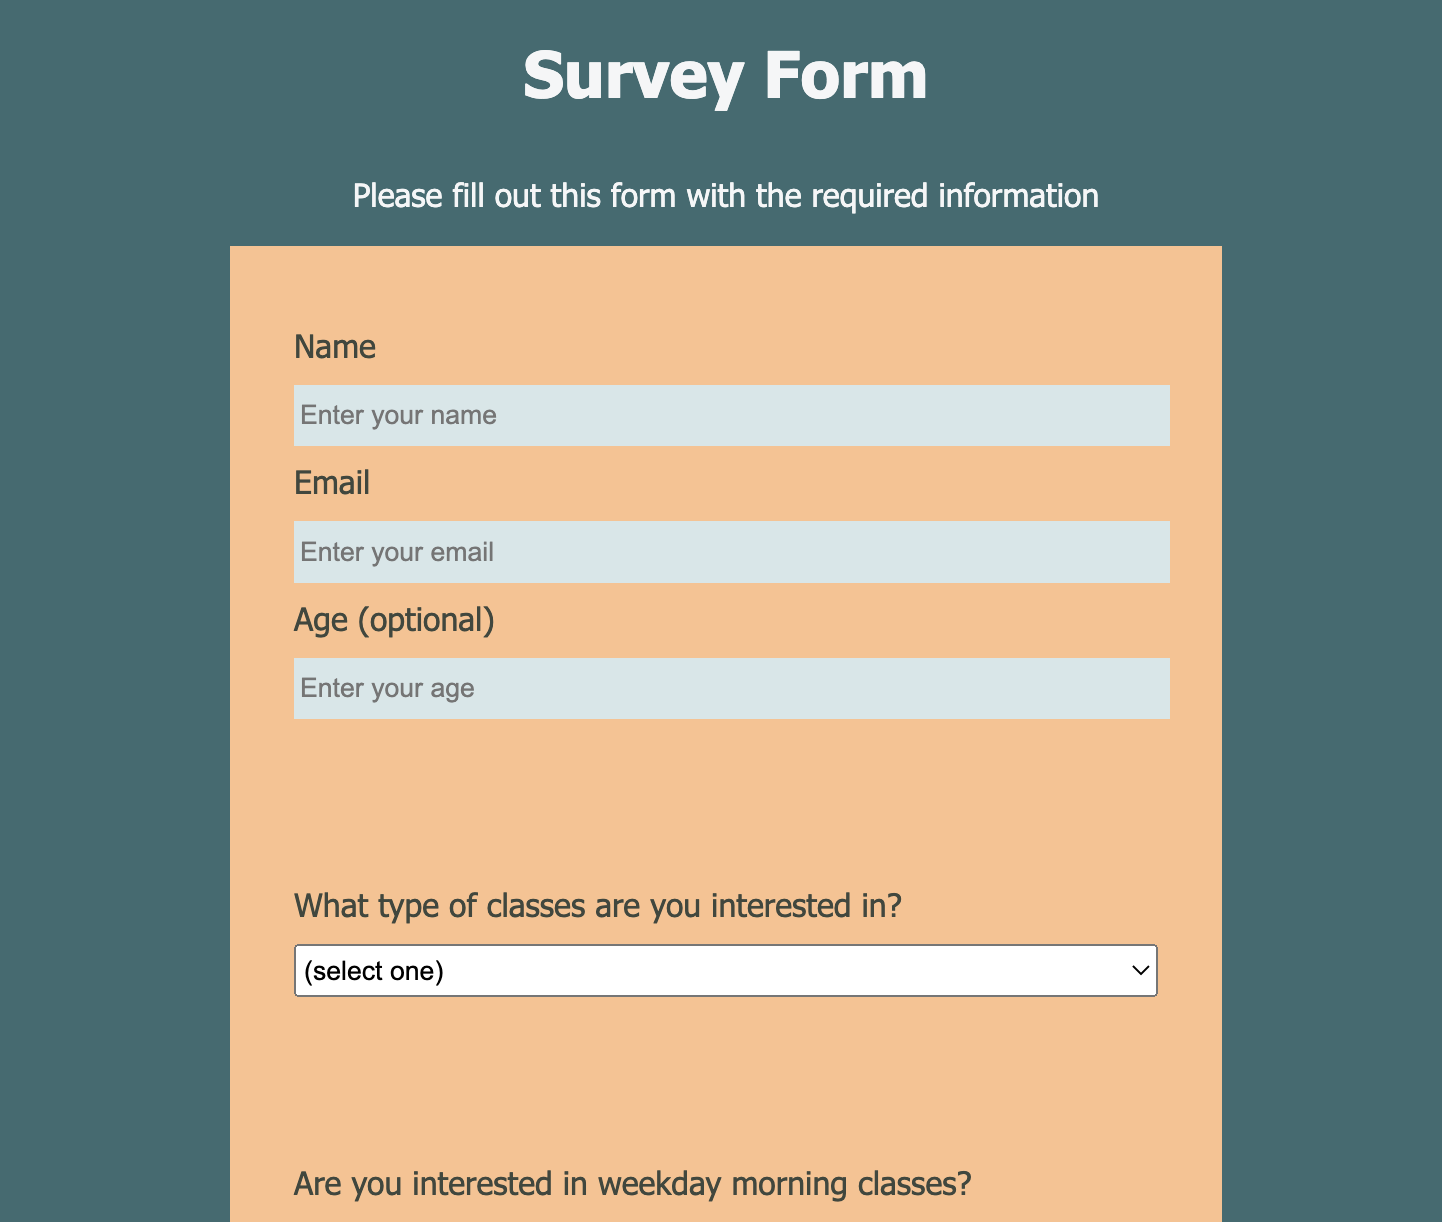 Survey Form
Please fill out this form with the required information
Name
Enter your name
Email
Enter your email
Age (optional)
Enter your age
What type of classes are you interested in?
(select one)
Are you interested in weekday morning classes?